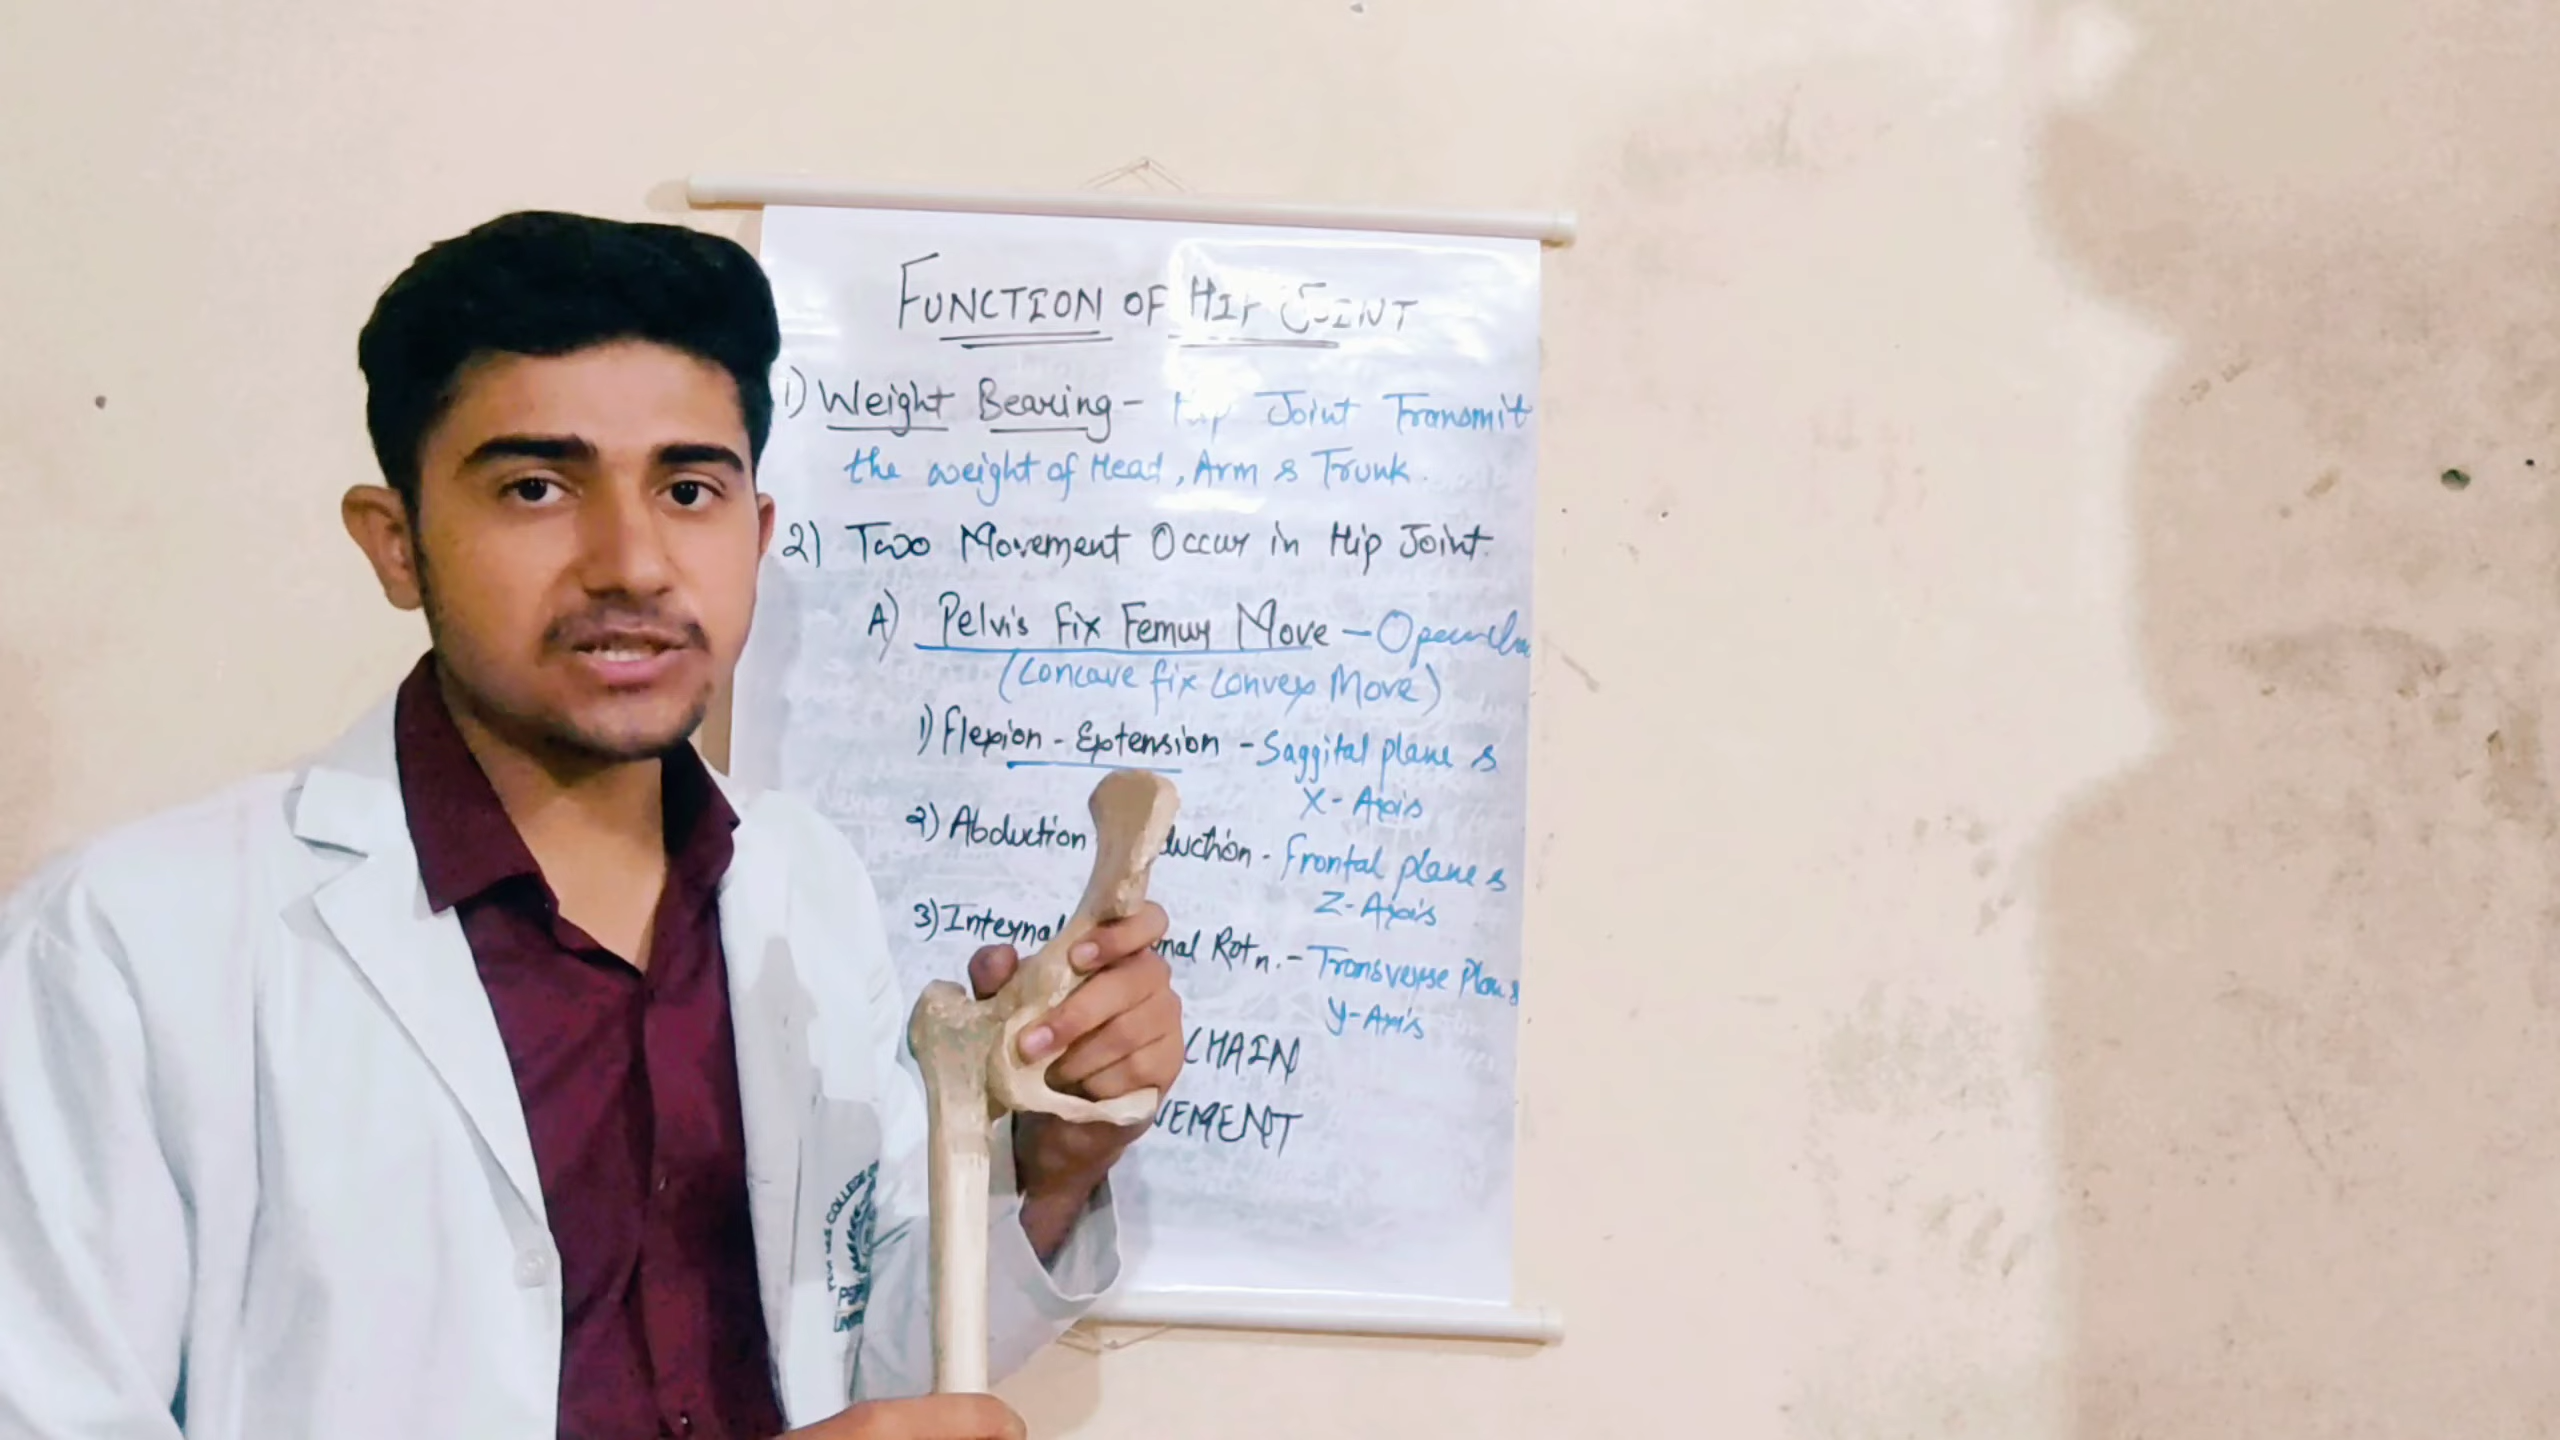 FUNCTION OF HIP JOINT
1) Weight Bearing - Hip Joint Transmit
the weight of Head, Arm & Trunk.
2) Two Movement Occur in Hip Joint.
A) Pelvis Fix Femur Move -
(Concave fix Convex Move)
1) Flexion - Extension - Saggital plane &
X - Axis
2) Abduction duction - frontal plane &
Z - Axis
3) Internal nal Rotn. - Transverse Plan &
Y - Axis
CHAIN
VEMENT
COLLEGE